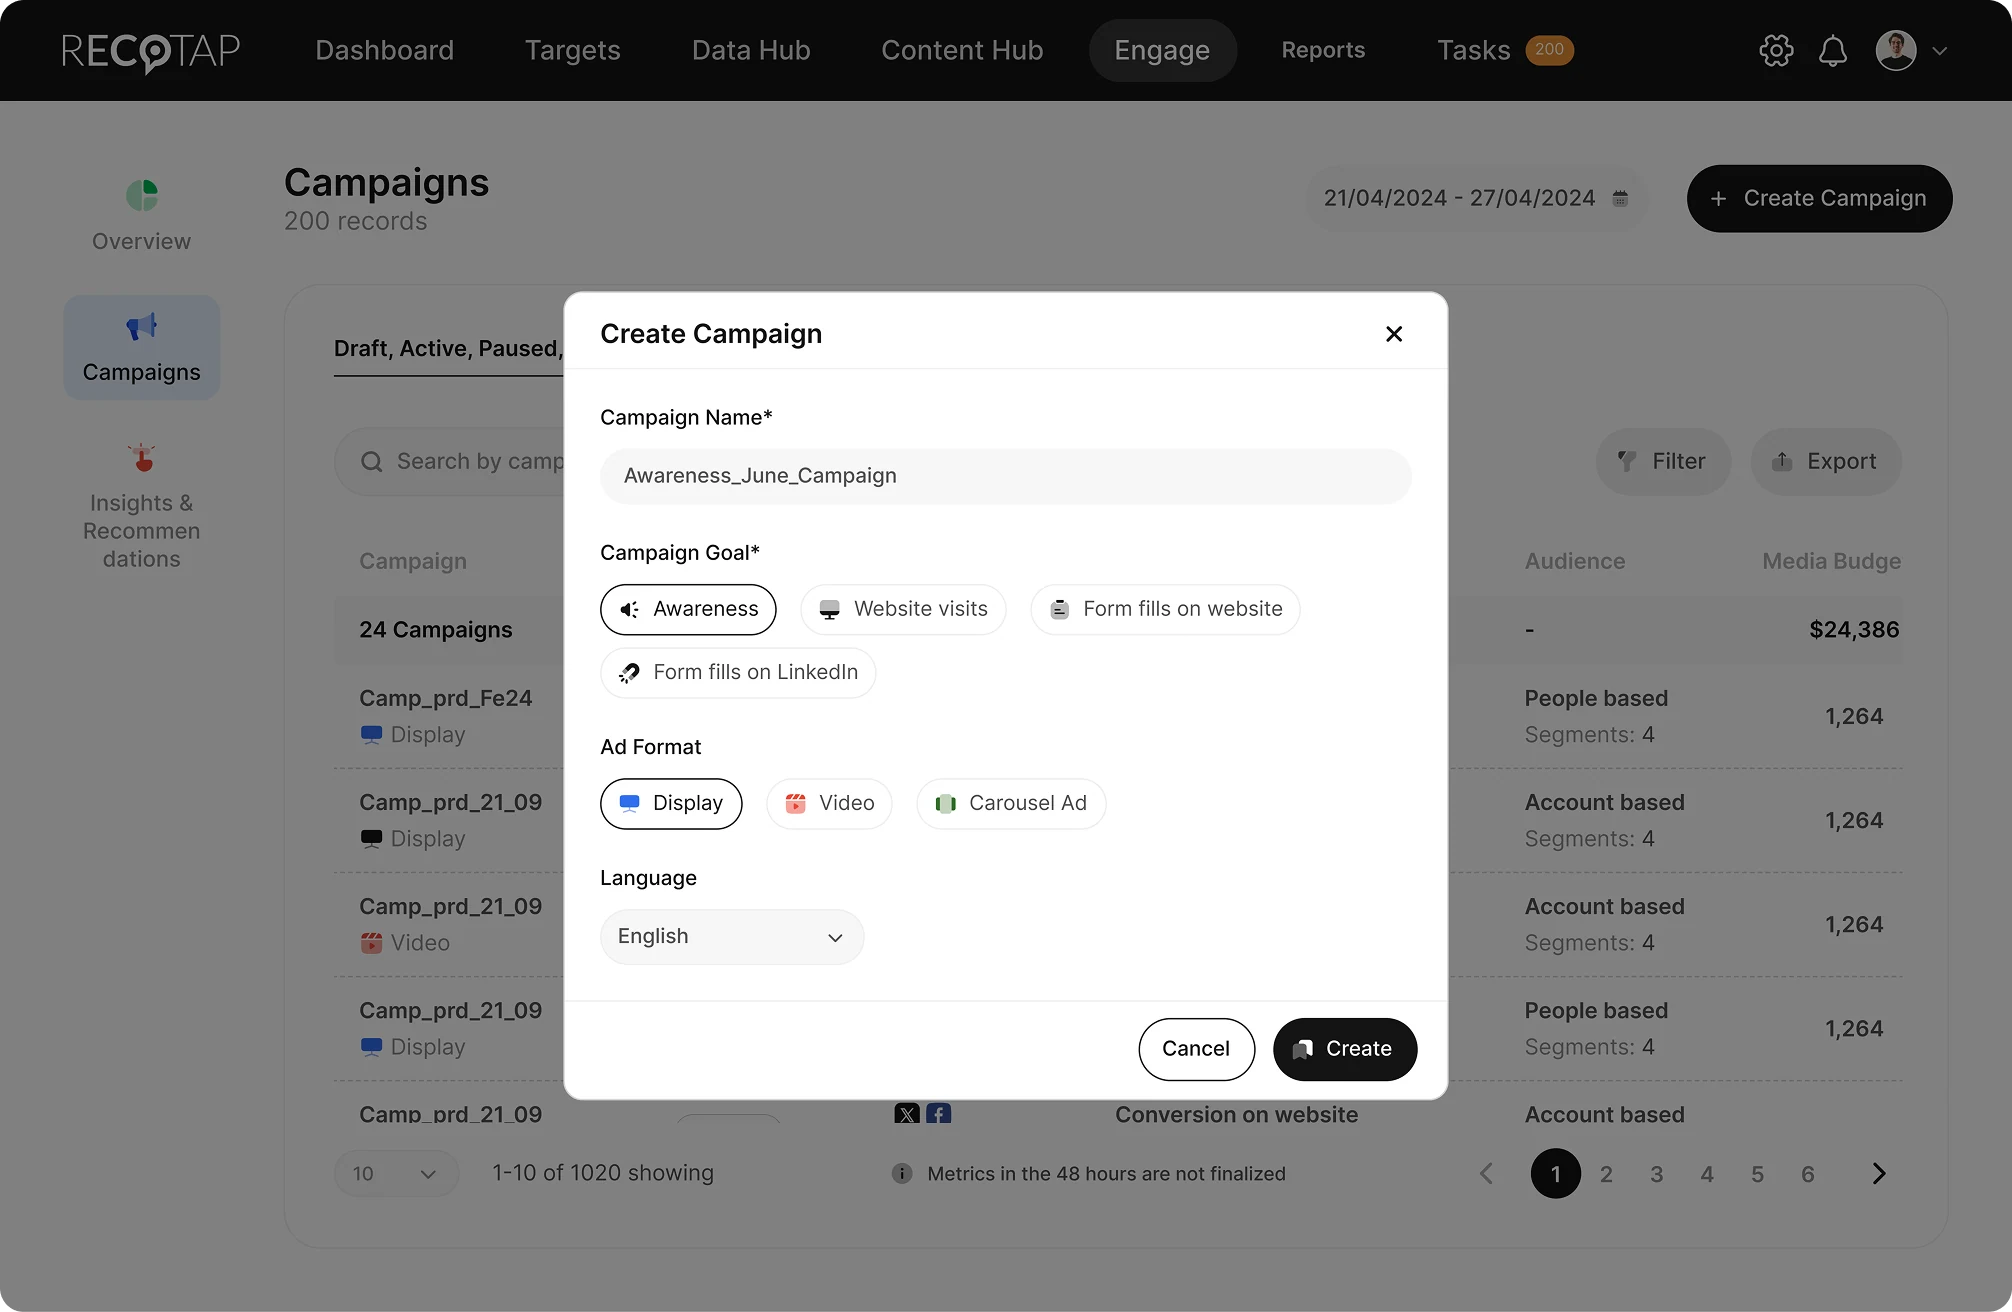 RECOTAP
Dashboard
Targets
Data Hub
Content Hub
Engage
Reports
Tasks
200
Overview
Campaigns
Insights &
Recommen
dations
Campaigns
200 records
21/04/2024 - 27/04/2024
+ Create Campaign
Draft, Active, Paused,
Search by camp
Filter
Export
Campaign
Audience
Media Budge
24 Campaigns
-
$24,386
Camp_prd_Fe24
Display
People based
Segments: 4
1,264
Camp_prd_21_09
Display
Account based
Segments: 4
1,264
Camp_prd_21_09
Video
Account based
Segments: 4
1,264
Camp_prd_21_09
Display
People based
Segments: 4
1,264
Camp_prd_21_09
Conversion on website
Account based
10
1-10 of 1020 showing
Metrics in the 48 hours are not finalized
1
2
3
4
5
6
Create Campaign
Campaign Name*
Awareness_June_Campaign
Campaign Goal*
Awareness
Website visits
Form fills on website
Form fills on LinkedIn
Ad Format
Display
Video
Carousel Ad
Language
English
Cancel
Create